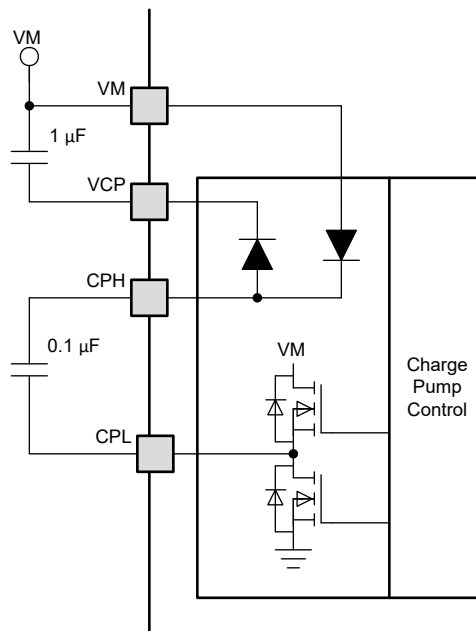 VM
VM
1 µF
VCP
CPH
0.1 µF
VM
Charge
Pump
Control
CPL